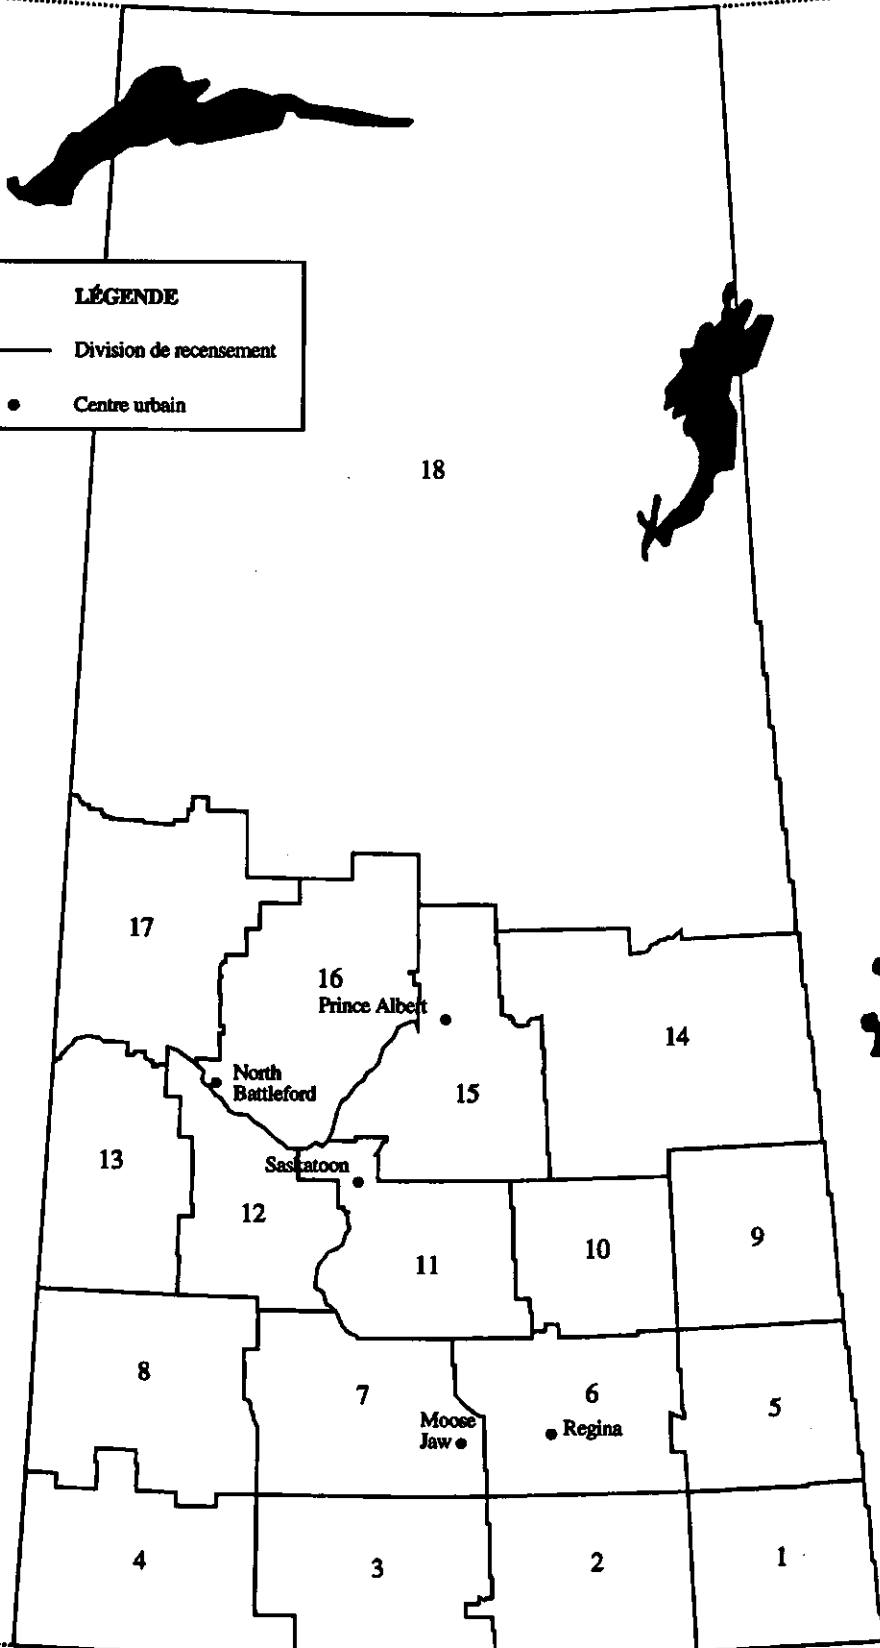 LÉGENDE
Division de recensement
Centre urbain
18
17
16
Prince Albert
14
North
Battleford
15
13
Saskatoon
12
11
10
9
8
7
6
5
Moose
Jaw
Regina
4
3
2
1